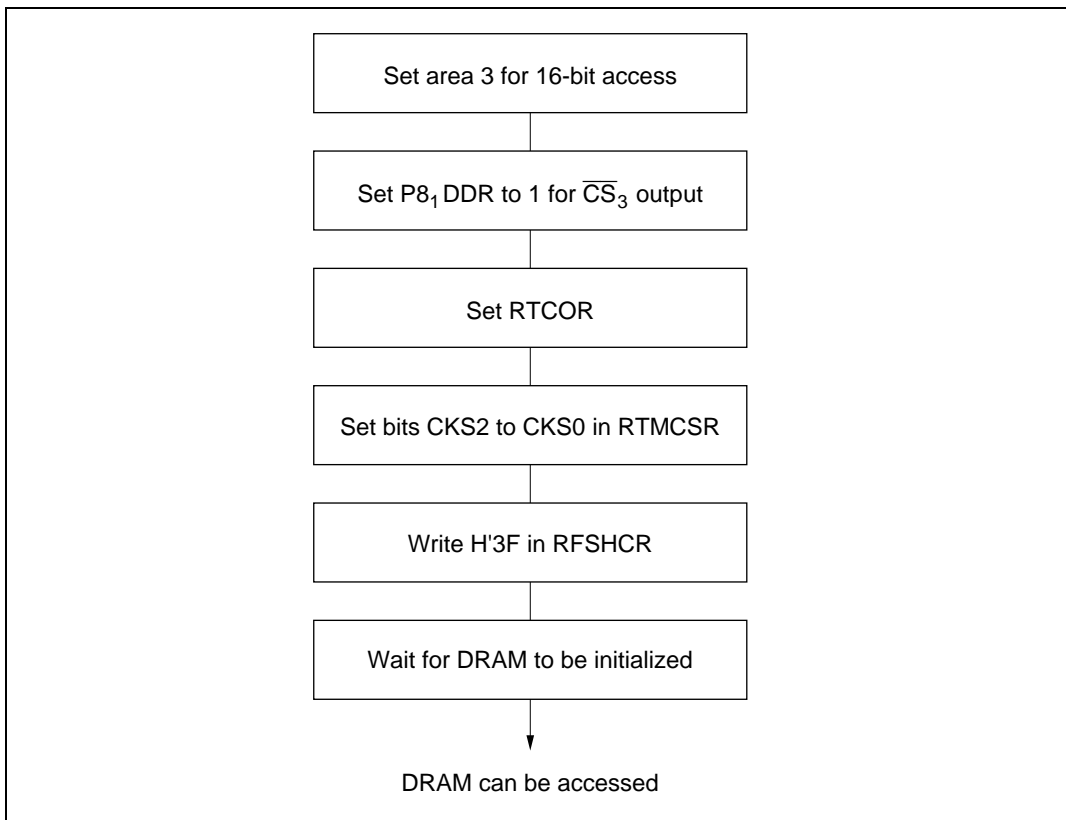 Set area 3 for 16-bit access
Set P8₁ DDR to 1 for C̅S̅₃ output
Set RTCOR
Set bits CKS2 to CKS0 in RTMCSR
Write H'3F in RFSHCR
Wait for DRAM to be initialized
DRAM can be accessed